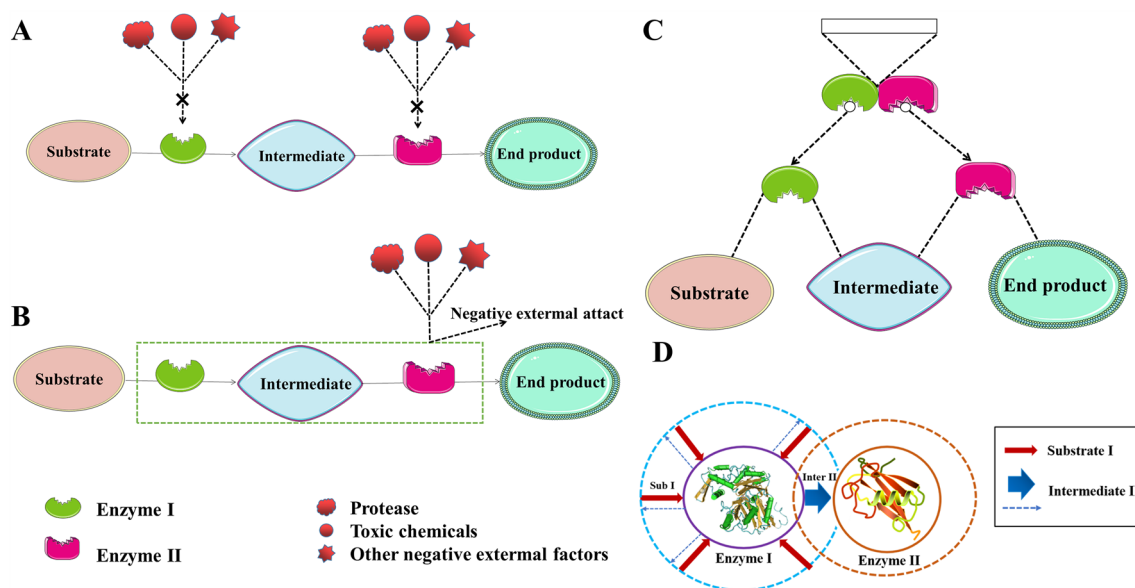 A
Substrate
Intermediate
End product
B
Negative extermal attact
Substrate
Intermediate
End product
Enzyme I
Enzyme II
Protease
Toxic chemicals
Other negative extermal factors
C
Substrate
Intermediate
End product
D
Sub I
Inter II
Enzyme I
Enzyme II
Substrate I
Intermediate II